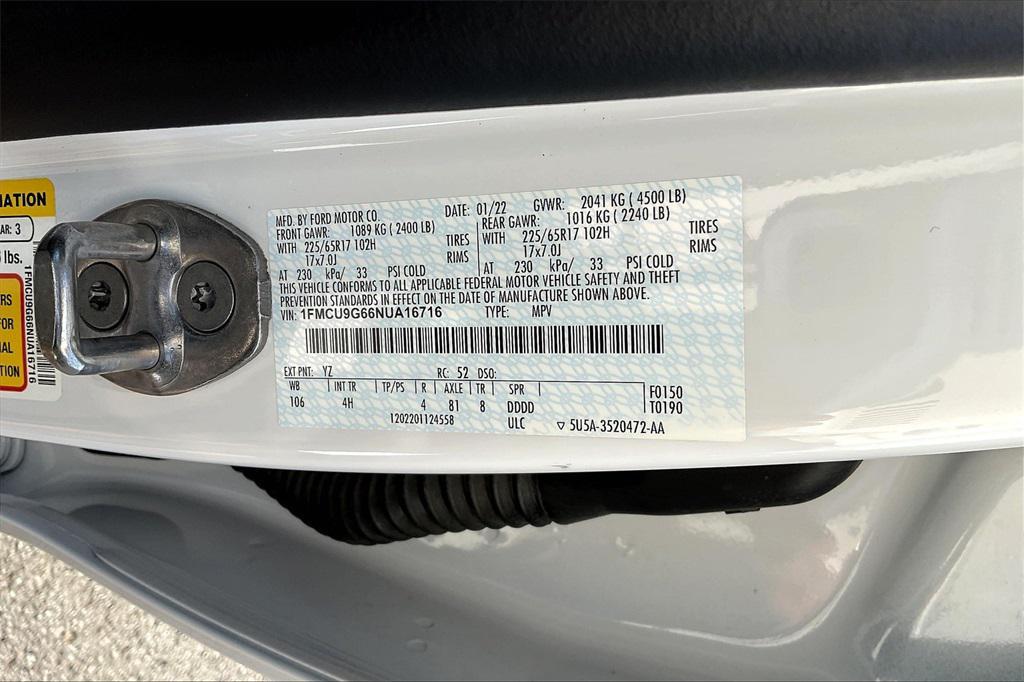 MFD. BY FORD MOTOR CO.
DATE: 01/22
GVWR: 2041 KG ( 4500 LB)
FRONT GAWR: 1089 KG ( 2400 LB)
REAR GAWR: 1016 KG ( 2240 LB)
WITH 225/65R17 102H TIRES
17x7.0J RIMS
AT 230 kPa/ 33 PSI COLD
WITH 225/65R17 102H TIRES
17x7.0J RIMS
AT 230 kPa/ 33 PSI COLD
THIS VEHICLE CONFORMS TO ALL APPLICABLE FEDERAL MOTOR VEHICLE SAFETY AND THEFT
PREVENTION STANDARDS IN EFFECT ON THE DATE OF MANUFACTURE SHOWN ABOVE.
VIN: 1FMCU9G66NUA16716
TYPE: MPV
EXT PNT: YZ RC: 52 DSO:
WB INT TR TP/PS R AXLE TR SPR
106 4H 4 81 8 DDDD
F0150
T0190
1202201124558 ULC
5U5A-3520472-AA
MATION
AR: 3
lbs.
1FMCU9G66NUA16716
ERS
FOR
NAL
TION